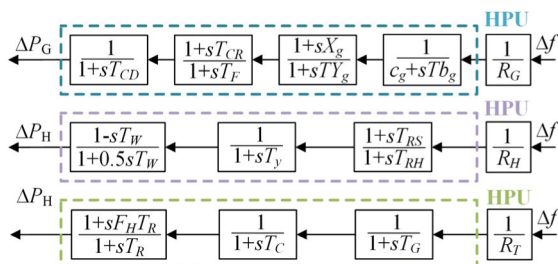 HPU
ΔP_G 1/(1+sT_CD) (1+sT_CR)/(1+sT_F) (1+sX_g)/(1+sTY_g) 1/(c_g+sTb_g) 1/R_G Δf
HPU
ΔP_H (1-sT_W)/(1+0.5sT_W) 1/(1+sT_y) (1+sT_RS)/(1+sT_RH) 1/R_H Δf
HPU
ΔP_H (1+sF_HT_R)/(1+sT_R) 1/(1+sT_C) 1/(1+sT_G) 1/R_T Δf